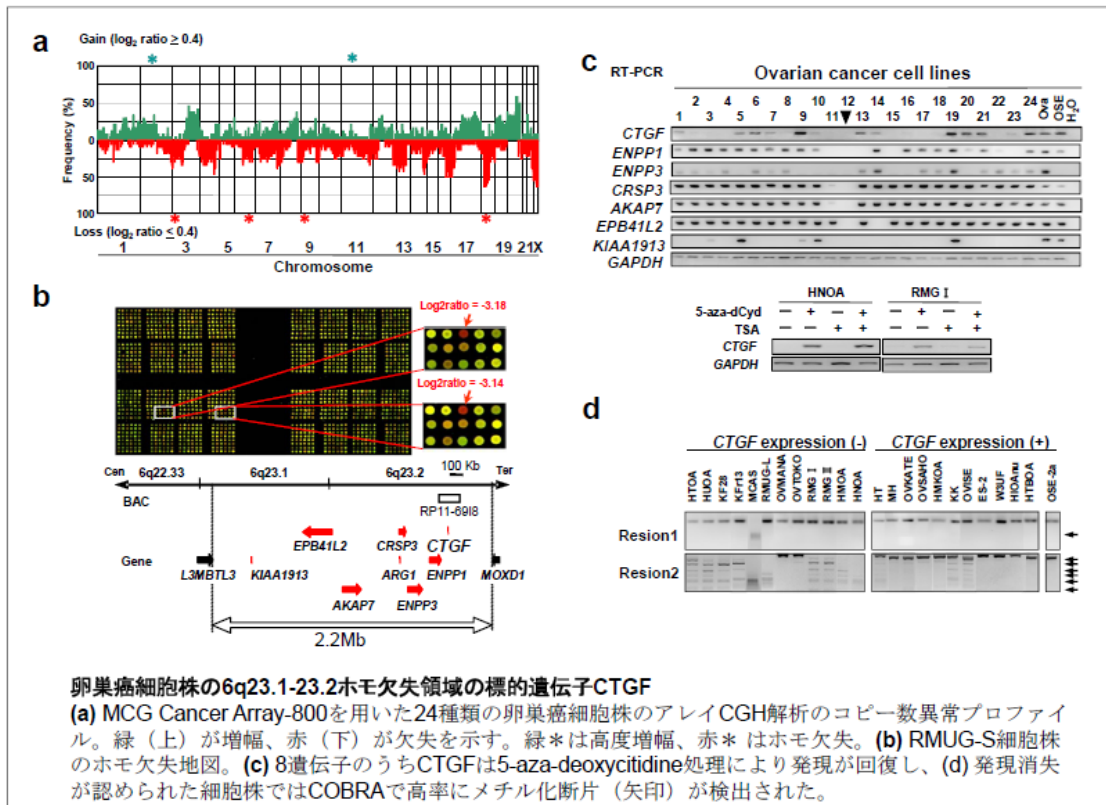 a
Gain (log₂ ratio ≥ 0.4)
* *
100
50
0
50
100
Frequency (%)
* * * *
Loss (log₂ ratio ≤ 0.4)
1 3 5 7 9 11 13 15 17 19 21X
Chromosome
b
Log2ratio = -3.18
Log2ratio = -3.14
100 Kb
Cen 6q22.33 6q23.1 6q23.2 Ter
BAC
RP11-69I8
EPB41L2 CRSP3 CTGF
Gene
L3MBTL3 KIAA1913 ARG1 ENPP1 MOXD1
AKAP7 ENPP3
2.2Mb
c
RT-PCR Ovarian cancer cell lines
2 4 6 8 10 12 14 16 18 20 22 24 Ova OSE H₂O
1 3 5 7 9 11 13 15 17 19 21 23
CTGF
ENPP1
ENPP3
CRSP3
AKAP7
EPB41L2
KIAA1913
GAPDH
HNOA RMG I
5-aza-dCyd － + － + － + － +
TSA － － + + － － + +
CTGF
GAPDH
d
CTGF expression (-) CTGF expression (+)
HTOA HUOA KF28 KFr13 MCAS RMUG-L OVMANA OVTOKO RMG I RMG II HMOA HNOA HT MH OVKATE OVSAHO HMKOA KK OVISE ES-2 W3UF HIOAnu HTBOA OSE-2a
Resion1
Resion2
卵巣癌細胞株の6q23.1-23.2ホモ欠失領域の標的遺伝子CTGF
(a) MCG Cancer Array-800を用いた24種類の卵巣癌細胞株のアレイCGH解析のコピー数異常プロファイ
ル。緑（上）が増幅、赤（下）が欠失を示す。緑＊は高度増幅、赤＊ はホモ欠失。(b) RMUG-S細胞株
のホモ欠失地図。(c) 8遺伝子のうちCTGFは5-aza-deoxycitidine処理により発現が回復し、(d) 発現消失
が認められた細胞株ではCOBRAで高率にメチル化断片（矢印）が検出された。